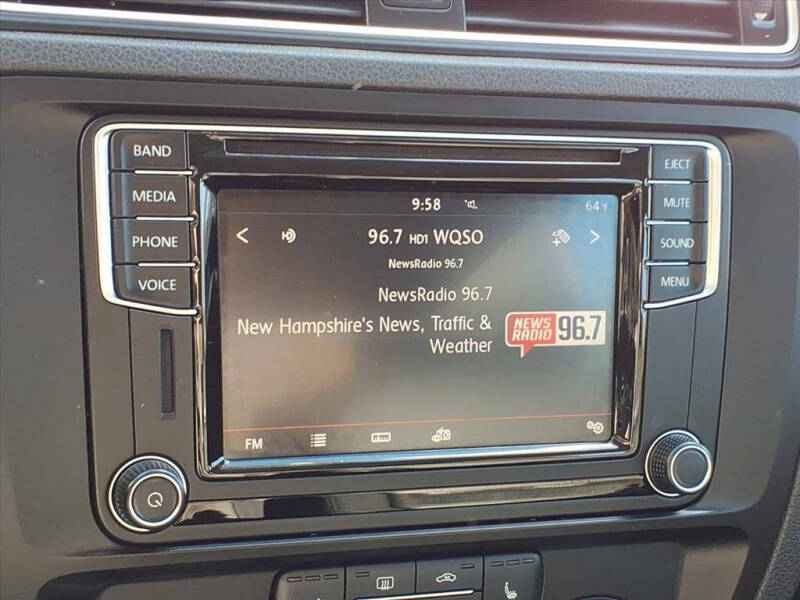 BAND
MEDIA
PHONE
VOICE
EJECT
MUTE
SOUND
MENU
9:58
64°F
96.7 HD1 WQSO
NewsRadio 96.7
NewsRadio 96.7
New Hampshire's News, Traffic &
Weather
NEWS
RADIO
96.7
FM